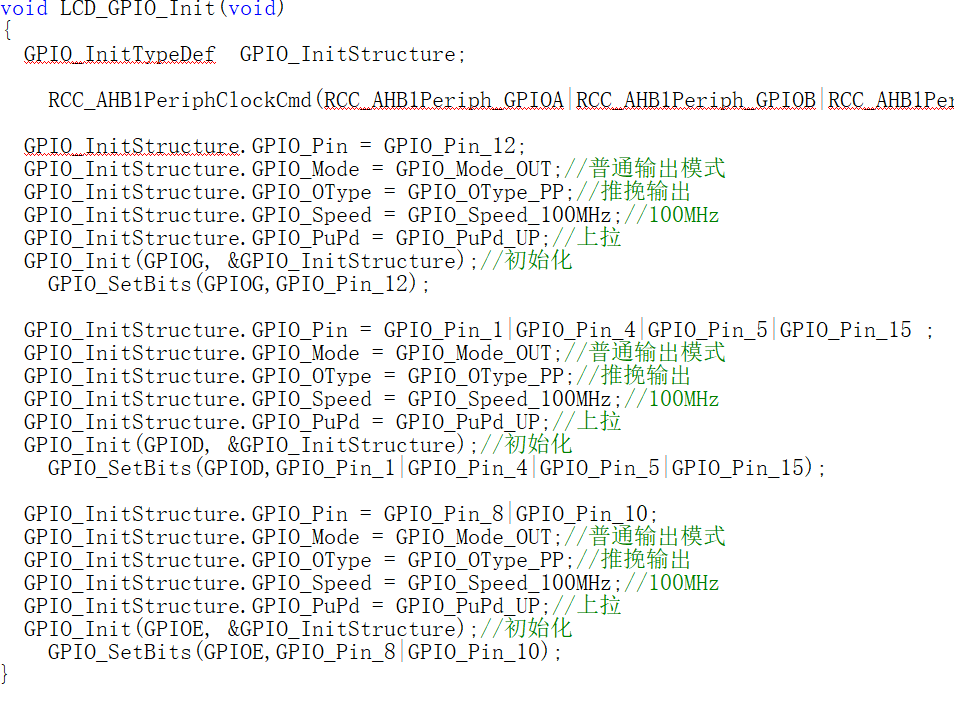 void LCD_GPIO_Init(void)
{
GPIO_InitTypeDef  GPIO_InitStructure;
RCC_AHB1PeriphClockCmd(RCC_AHB1Periph_GPIOA|RCC_AHB1Periph_GPIOB|RCC_AHB1Per
GPIO_InitStructure.GPIO_Pin = GPIO_Pin_12;
GPIO_InitStructure.GPIO_Mode = GPIO_Mode_OUT;//普通输出模式
GPIO_InitStructure.GPIO_OType = GPIO_OType_PP;//推挽输出
GPIO_InitStructure.GPIO_Speed = GPIO_Speed_100MHz;//100MHz
GPIO_InitStructure.GPIO_PuPd = GPIO_PuPd_UP;//上拉
GPIO_Init(GPIOG, &GPIO_InitStructure);//初始化
GPIO_SetBits(GPIOG,GPIO_Pin_12);
GPIO_InitStructure.GPIO_Pin = GPIO_Pin_1|GPIO_Pin_4|GPIO_Pin_5|GPIO_Pin_15 ;
GPIO_InitStructure.GPIO_Mode = GPIO_Mode_OUT;//普通输出模式
GPIO_InitStructure.GPIO_OType = GPIO_OType_PP;//推挽输出
GPIO_InitStructure.GPIO_Speed = GPIO_Speed_100MHz;//100MHz
GPIO_InitStructure.GPIO_PuPd = GPIO_PuPd_UP;//上拉
GPIO_Init(GPIOD, &GPIO_InitStructure);//初始化
GPIO_SetBits(GPIOD,GPIO_Pin_1|GPIO_Pin_4|GPIO_Pin_5|GPIO_Pin_15);
GPIO_InitStructure.GPIO_Pin = GPIO_Pin_8|GPIO_Pin_10;
GPIO_InitStructure.GPIO_Mode = GPIO_Mode_OUT;//普通输出模式
GPIO_InitStructure.GPIO_OType = GPIO_OType_PP;//推挽输出
GPIO_InitStructure.GPIO_Speed = GPIO_Speed_100MHz;//100MHz
GPIO_InitStructure.GPIO_PuPd = GPIO_PuPd_UP;//上拉
GPIO_Init(GPIOE, &GPIO_InitStructure);//初始化
GPIO_SetBits(GPIOE,GPIO_Pin_8|GPIO_Pin_10);
}